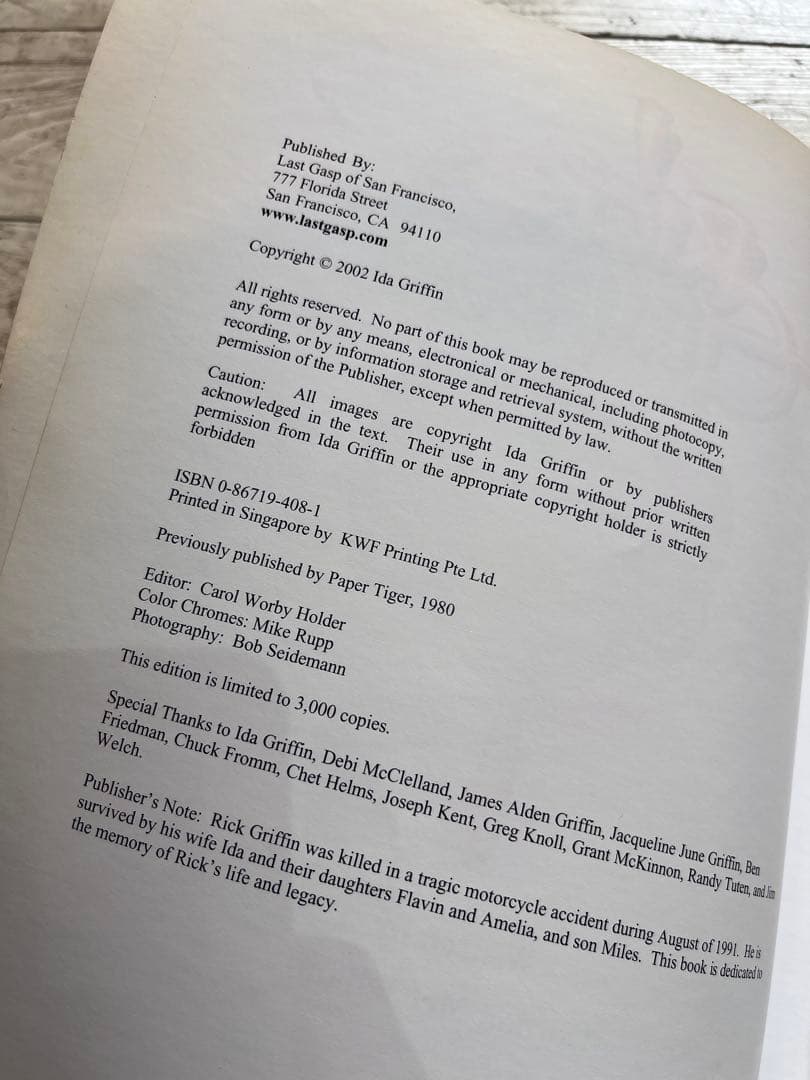 Published By:
Last Gasp of San Francisco,
777 Florida Street
San Francisco, CA 94110
www.lastgasp.com
Copyright © 2002 Ida Griffin
All rights reserved. No part of this book may be reproduced or transmitted in
any form or by any means, electronical or mechanical, including photocopy,
recording, or by information storage and retrieval system, without the written
permission of the Publisher, except when permitted by law.
Caution: All images are copyright Ida Griffin or by publishers
acknowledged in the text. Their use in any form without prior written
permission from Ida Griffin or the appropriate copyright holder is strictly
forbidden
ISBN 0-86719-408-1
Printed in Singapore by KWF Printing Pte Ltd.
Previously published by Paper Tiger, 1980
Editor: Carol Worby Holder
Color Chromes: Mike Rupp
Photography: Bob Seidemann
This edition is limited to 3,000 copies.
Special Thanks to Ida Griffin, Debi McClelland, James Alden Griffin, Jacqueline June Griffin, Ben
Friedman, Chuck Fromm, Chet Helms, Joseph Kent, Greg Knoll, Grant McKinnon, Randy Tuten, and Jim
Welch.
Publisher's Note: Rick Griffin was killed in a tragic motorcycle accident during August of 1991. He is
survived by his wife Ida and their daughters Flavin and Amelia, and son Miles. This book is dedicated to
the memory of Rick's life and legacy.